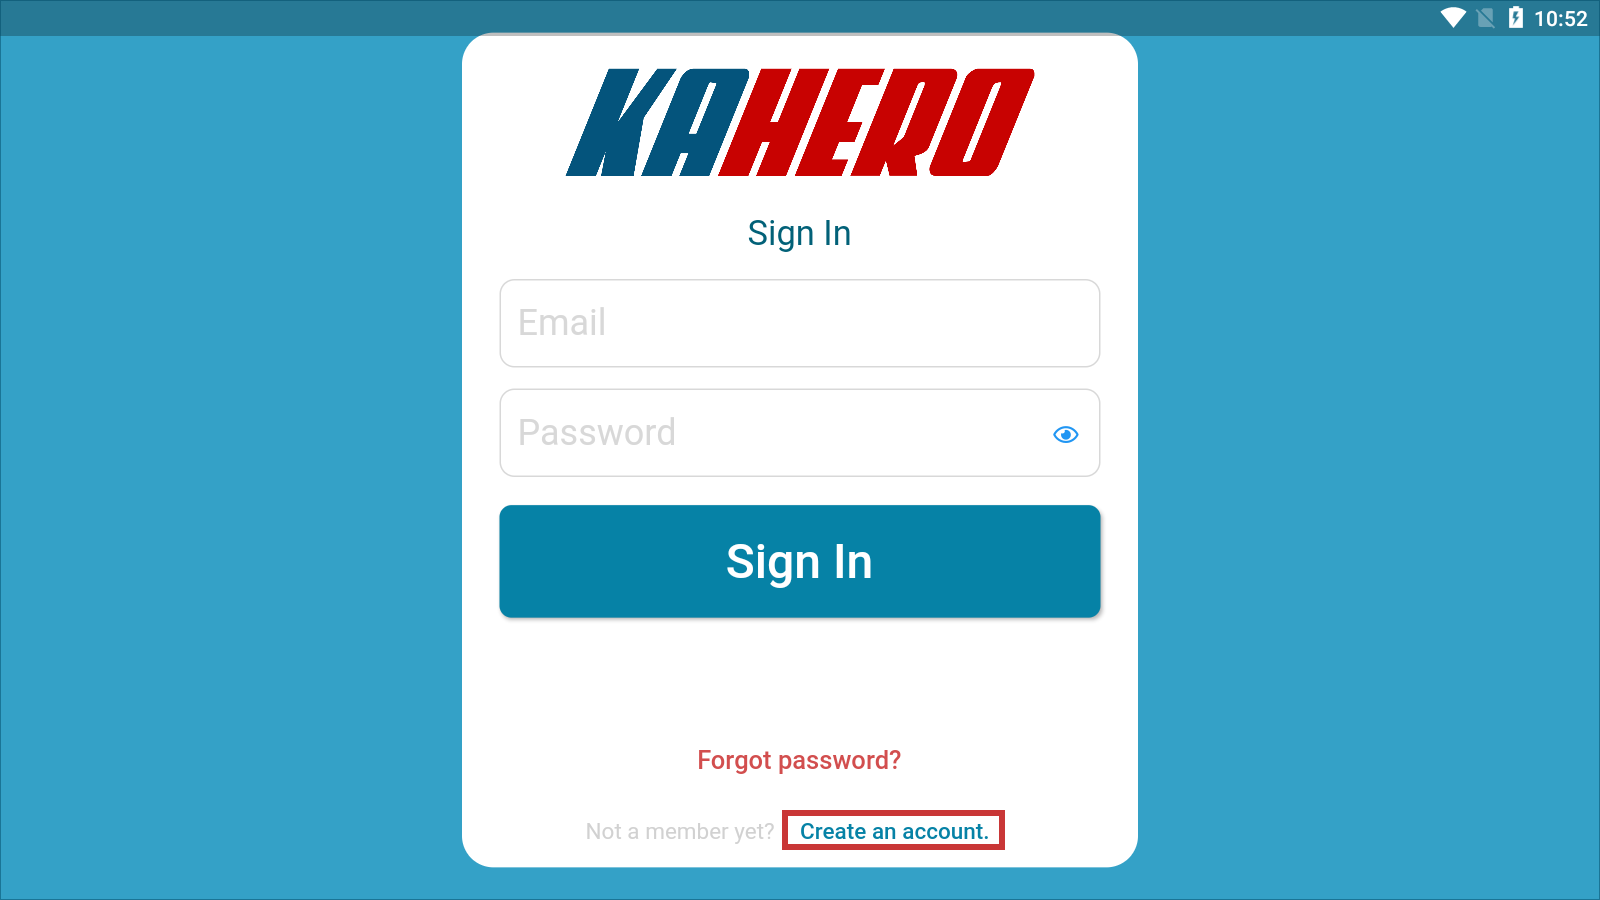 10:52
KAHERO
Sign In
Email
Password
Sign In
Forgot password?
Not a member yet? Create an account.